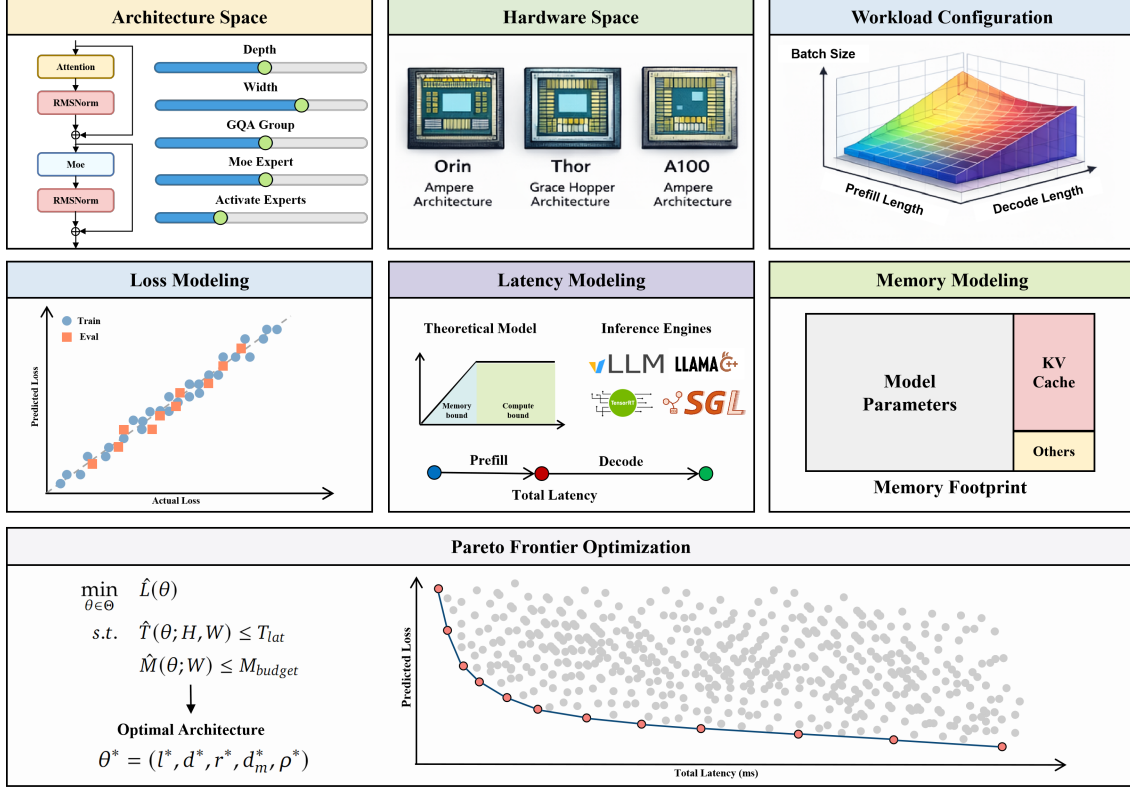 Architecture Space
Attention
RMSNorm
Moe
RMSNorm
Depth
Width
GQA Group
Moe Expert
Activate Experts
Hardware Space
Orin
Ampere
Architecture
Thor
Grace Hopper
Architecture
A100
Ampere
Architecture
Workload Configuration
Batch Size
Prefill Length
Decode Length
Loss Modeling
Train
Eval
Predicted Loss
Actual Loss
Latency Modeling
Theoretical Model
Memory
bound
Compute
bound
Inference Engines
vLLM
LLAMA C++
TensorRT
SGL
Prefill
Decode
Total Latency
Memory Modeling
Model
Parameters
KV
Cache
Others
Memory Footprint
Pareto Frontier Optimization
min L̂(θ)
θ∈Θ
s.t. T̂(θ; H, W) ≤ T_lat
M̂(θ; W) ≤ M_budget
Optimal Architecture
θ* = (l*, d*, r*, d*_m, ρ*)
Predicted Loss
Total Latency (ms)